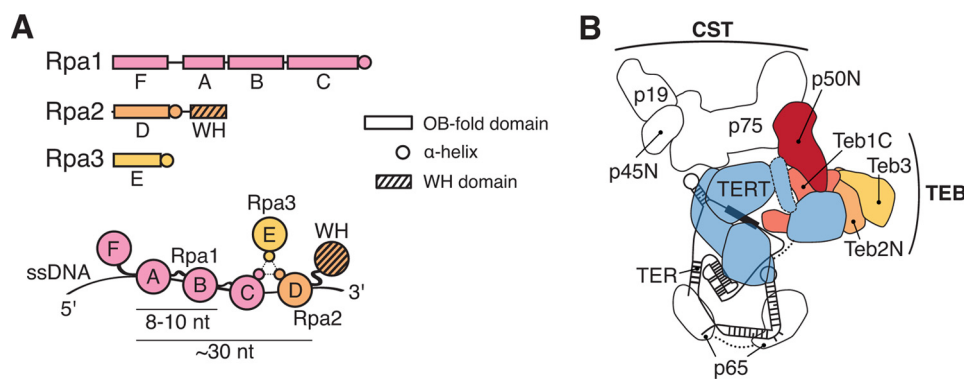 A
Rpa1
F A B C
Rpa2
D WH
Rpa3
E
OB-fold domain
α-helix
WH domain
Rpa3
E
WH
F
Rpa1
ssDNA
A B C D
5'
3'
Rpa2
8-10 nt
~30 nt
B
CST
p50N
p19
p75
Teb1C
Teb3
p45N
TERT
TEB
Teb2N
TER
p65